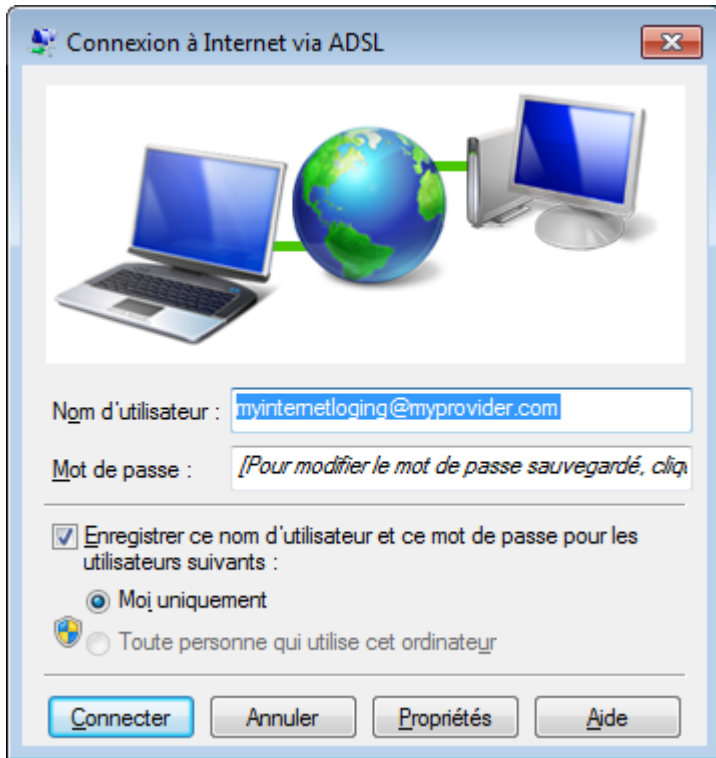 Connexion à Internet via ADSL
Nom d'utilisateur : myinternetloging@myprovider.com
Mot de passe : [Pour modifier le mot de passe sauvegardé,
Enregistrer ce nom d'utilisateur et ce mot de passe pour les
utilisateurs suivants :
Moi uniquement
Toute personne qui utilise cet ordinateur
Connecter Annuler Propriétés Aide